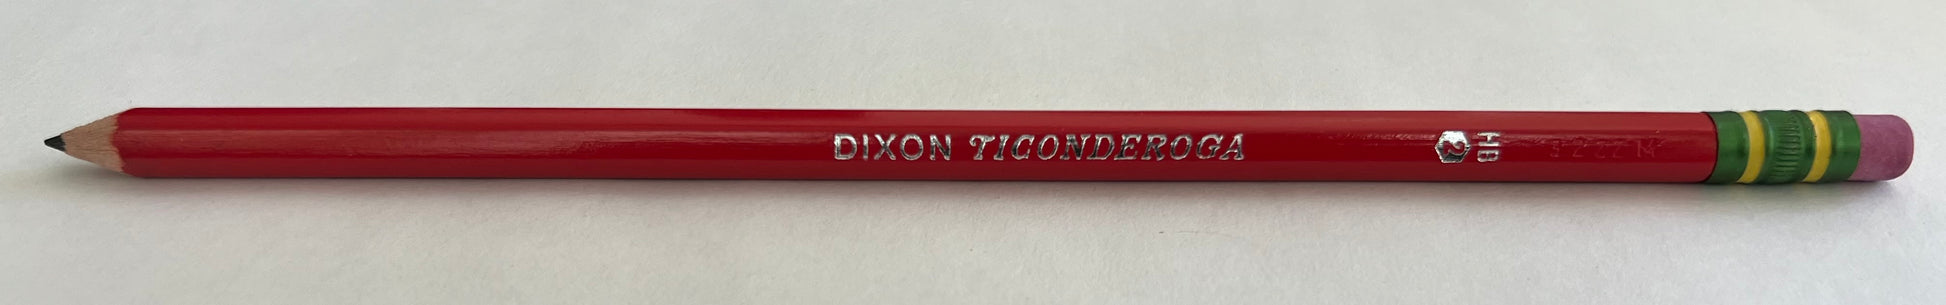 DIXON TICONDEROGA
2
HB